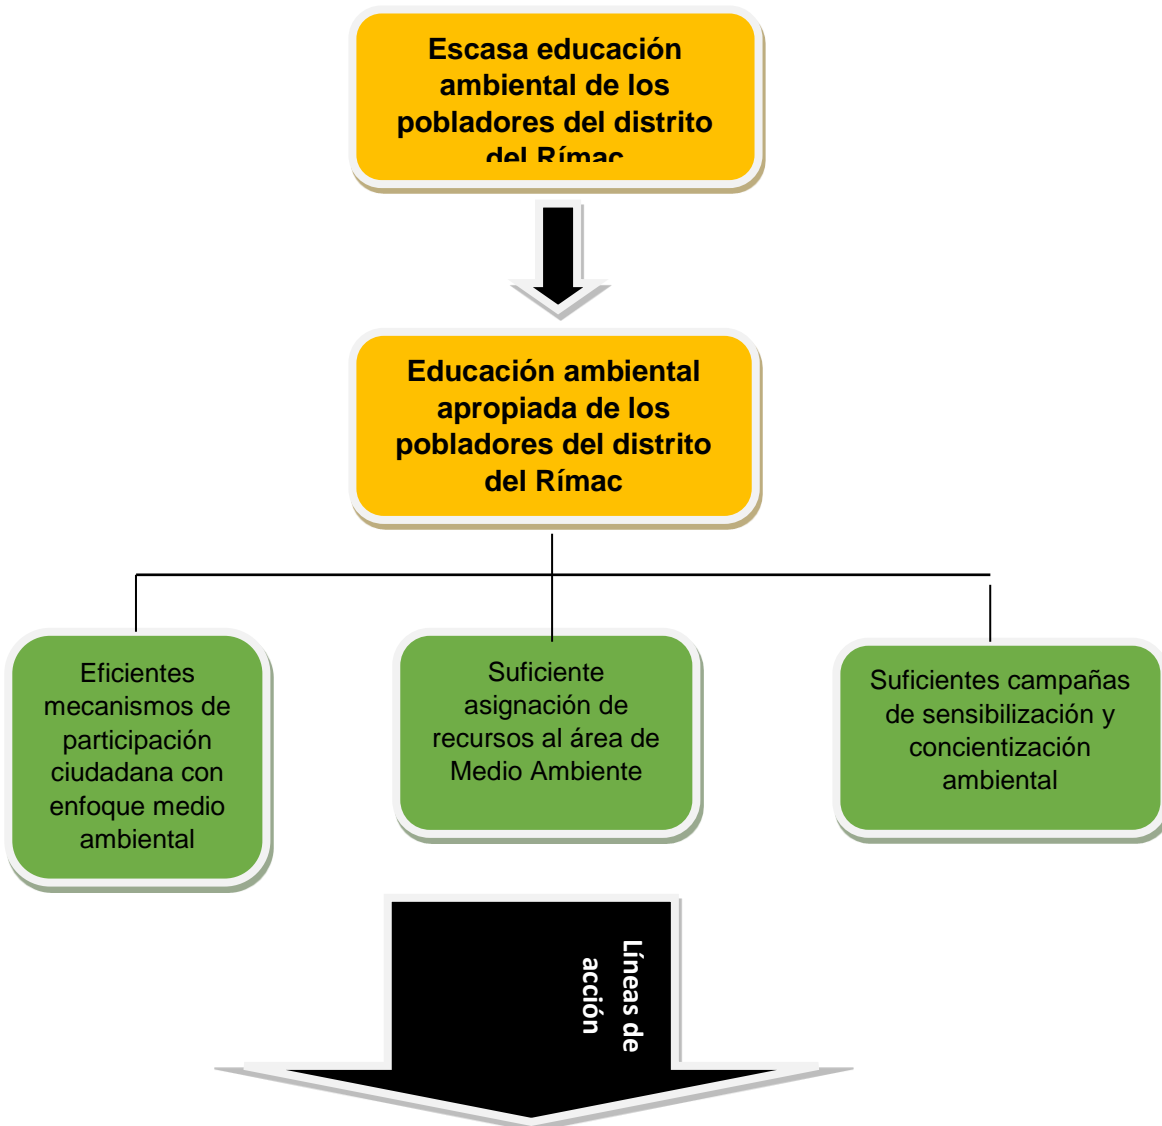 Escasa educación
ambiental de los
pobladores del distrito
del Rímac
Educación ambiental
apropiada de los
pobladores del distrito
del Rímac
Eficientes
mecanismos de
participación
ciudadana con
enfoque medio
ambiental
Suficiente
asignación de
recursos al área de
Medio Ambiente
Suficientes campañas
de sensibilización y
concientización
ambiental
Líneas de
acción